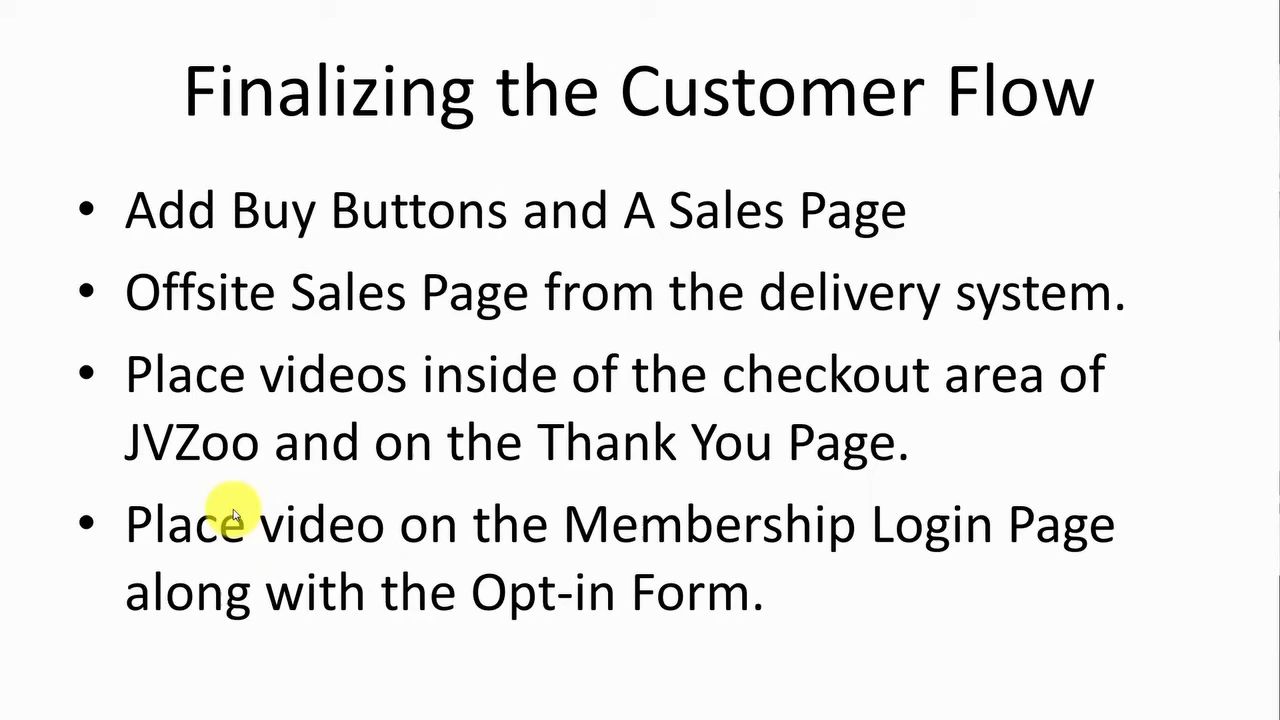 Finalizing the Customer Flow
• Add Buy Buttons and A Sales Page
• Offsite Sales Page from the delivery system.
• Place videos inside of the checkout area of
JVZoo and on the Thank You Page.
• Place video on the Membership Login Page
along with the Opt-in Form.